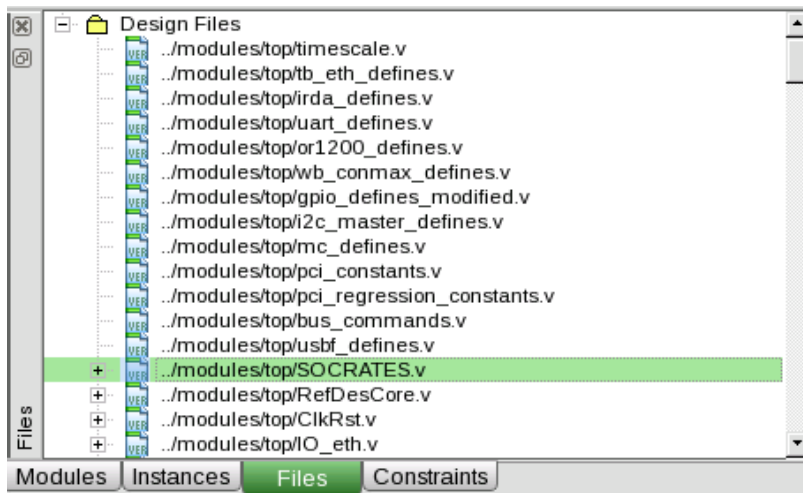 Design Files
../modules/top/timescale.v
../modules/top/tb_eth_defines.v
../modules/top/irda_defines.v
../modules/top/uart_defines.v
../modules/top/or1200_defines.v
../modules/top/wb_conmax_defines.v
../modules/top/gpio_defines_modified.v
../modules/top/i2c_master_defines.v
../modules/top/mc_defines.v
../modules/top/pci_constants.v
../modules/top/pci_regression_constants.v
../modules/top/bus_commands.v
../modules/top/usbf_defines.v
../modules/top/SOCRATES.v
../modules/top/RefDesCore.v
../modules/top/ClkRst.v
../modules/top/IO_eth.v
Files
Modules Instances Files Constraints